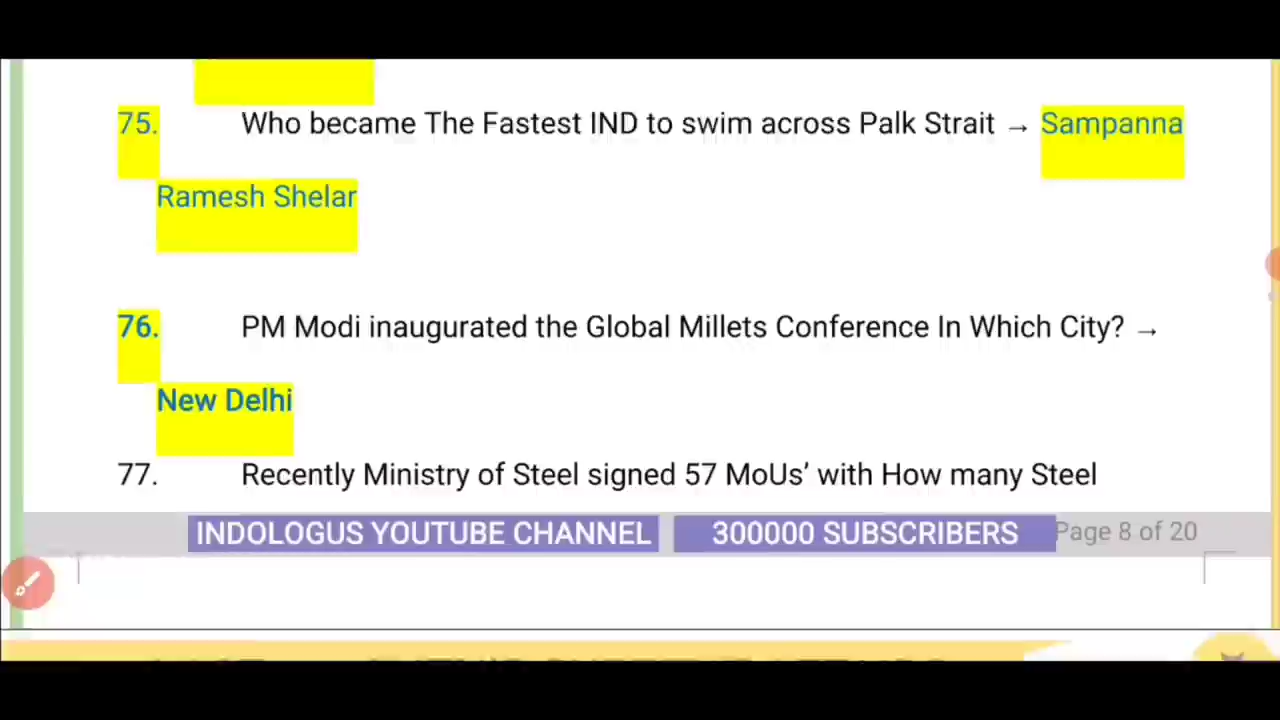 75. Who became The Fastest IND to swim across Palk Strait → Sampanna
Ramesh Shelar
76. PM Modi inaugurated the Global Millets Conference In Which City? →
New Delhi
77. Recently Ministry of Steel signed 57 MoUs’ with How many Steel
INDOLOGUS YOUTUBE CHANNEL 300000 SUBSCRIBERS Page 8 of 20